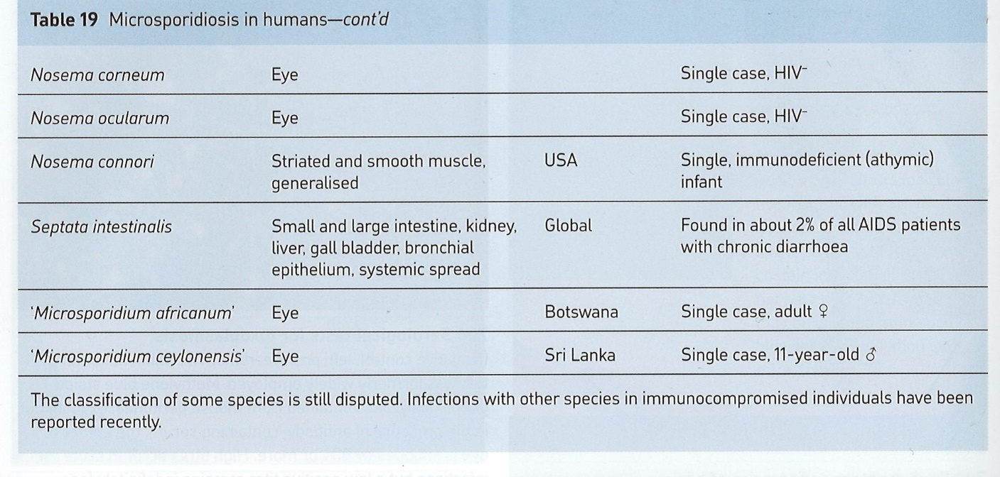 Table 19 Microsporidiosis in humans—cont'd
Nosema corneum Eye Single case, HIV⁻
Nosema ocularum Eye Single case, HIV⁻
Nosema connori Striated and smooth muscle, USA Single, immunodeficient (athymic)
generalised infant
Septata intestinalis Small and large intestine, kidney, Global Found in about 2% of all AIDS patients
liver, gall bladder, bronchial with chronic diarrhoea
epithelium, systemic spread
'Microsporidium africanum' Eye Botswana Single case, adult ♀
'Microsporidium ceylonensis' Eye Sri Lanka Single case, 11-year-old ♂
The classification of some species is still disputed. Infections with other species in immunocompromised individuals have been
reported recently.